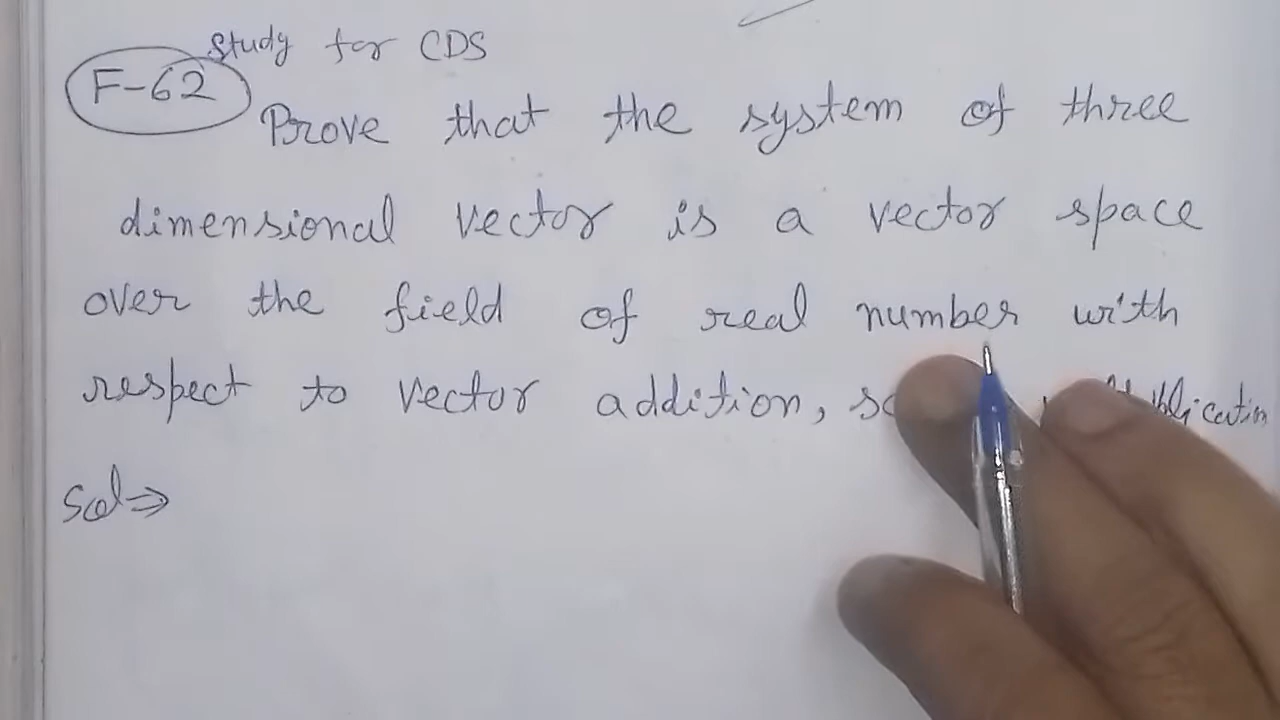 Study for CDS
F-62
Prove that the system of three
dimensional vector is a vector space
over the field of real number with
respect to vector addition,
Sol⇒